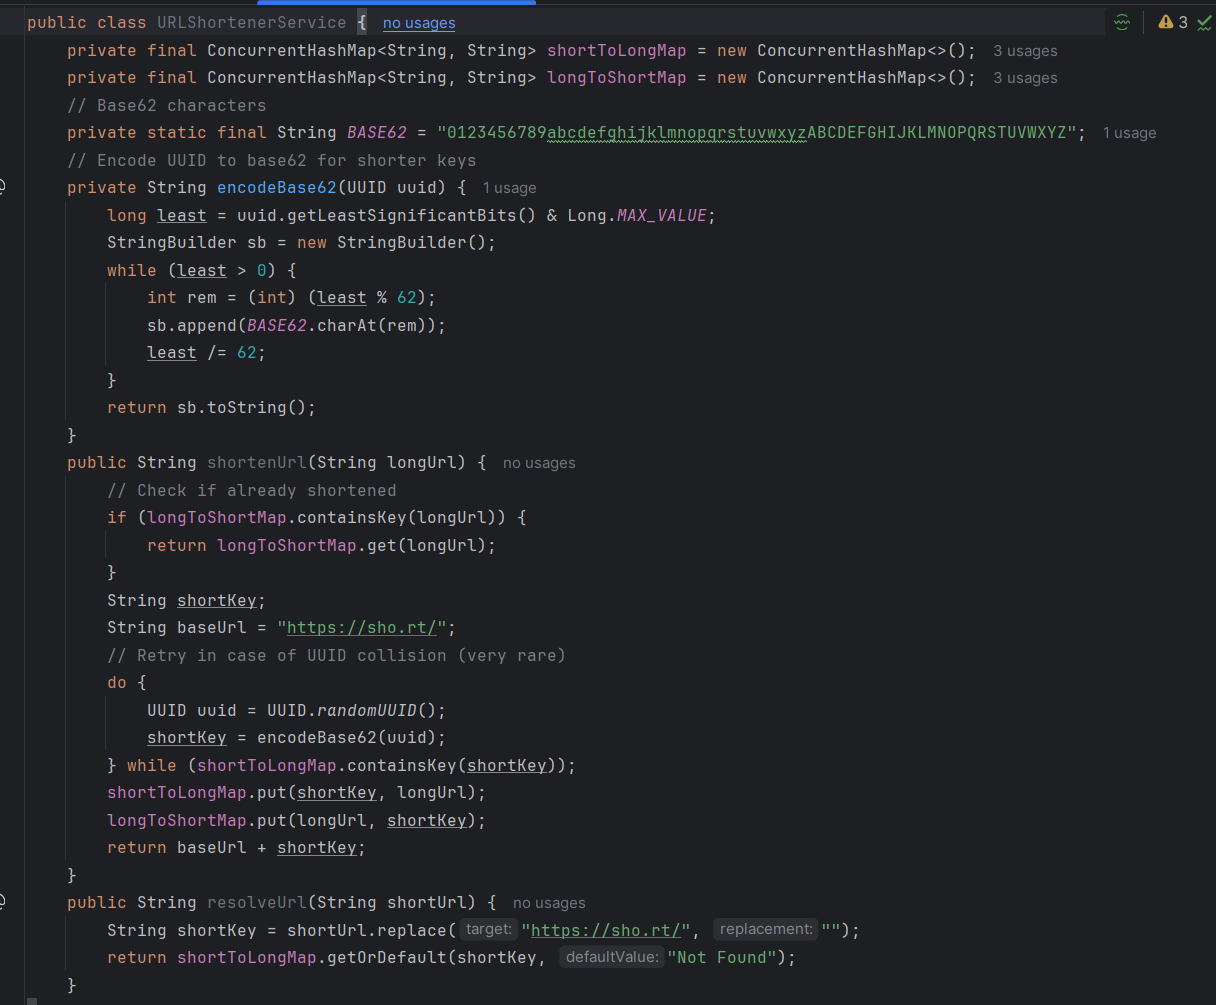 public class URLShortenerService { no usages 3
private final ConcurrentHashMap<String, String> shortToLongMap = new ConcurrentHashMap<>(); 3 usages
private final ConcurrentHashMap<String, String> longToShortMap = new ConcurrentHashMap<>(); 3 usages
// Base62 characters
private static final String BASE62 = "0123456789abcdefghijklmnopqrstuvwxyzABCDEFGHIJKLMNOPQRSTUVWXYZ"; 1 usage
// Encode UUID to base62 for shorter keys
private String encodeBase62(UUID uuid) { 1 usage
long least = uuid.getLeastSignificantBits() & Long.MAX_VALUE;
StringBuilder sb = new StringBuilder();
while (least > 0) {
int rem = (int) (least % 62);
sb.append(BASE62.charAt(rem));
least /= 62;
}
return sb.toString();
}
public String shortenUrl(String longUrl) { no usages
// Check if already shortened
if (longToShortMap.containsKey(longUrl)) {
return longToShortMap.get(longUrl);
}
String shortKey;
String baseUrl = "https://sho.rt/";
// Retry in case of UUID collision (very rare)
do {
UUID uuid = UUID.randomUUID();
shortKey = encodeBase62(uuid);
} while (shortToLongMap.containsKey(shortKey));
shortToLongMap.put(shortKey, longUrl);
longToShortMap.put(longUrl, shortKey);
return baseUrl + shortKey;
}
public String resolveUrl(String shortUrl) { no usages
String shortKey = shortUrl.replace( target: "https://sho.rt/", replacement: "");
return shortToLongMap.getOrDefault(shortKey, defaultValue: "Not Found");
}